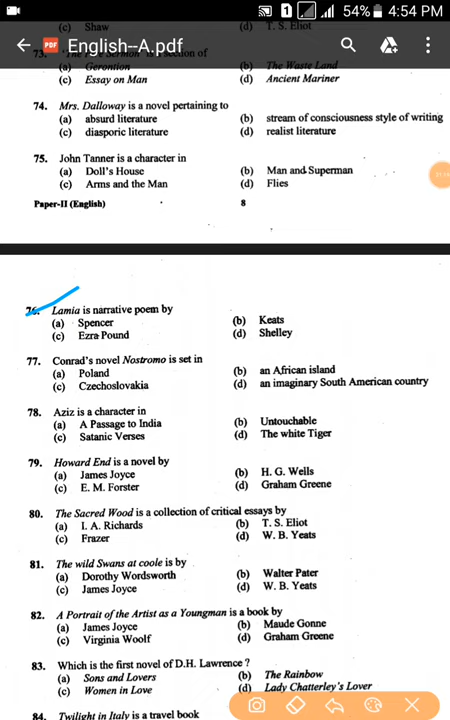 54% 4:54 PM
(c) Shaw (d) T. S. Eliot
English--A.pdf
PDF
73. section of
(a) Gerontion (b) The Waste Land
(c) Essay on Man (d) Ancient Mariner
74. Mrs. Dalloway is a novel pertaining to
(a) absurd literature (b) stream of consciousness style of writing
(c) diasporic literature (d) realist literature
75. John Tanner is a character in
(a) Doll's House (b) Man and Superman
(c) Arms and the Man (d) Flies
Paper-II (English) 8
76. Lamia is narrative poem by
(a) Spencer (b) Keats
(c) Ezra Pound (d) Shelley
77. Conrad's novel Nostromo is set in
(a) Poland (b) an African island
(c) Czechoslovakia (d) an imaginary South American country
78. Aziz is a character in
(a) A Passage to India (b) Untouchable
(c) Satanic Verses (d) The white Tiger
79. Howard End is a novel by
(a) James Joyce (b) H. G. Wells
(c) E. M. Forster (d) Graham Greene
80. The Sacred Wood is a collection of critical essays by
(a) I. A. Richards (b) T. S. Eliot
(c) Frazer (d) W. B. Yeats
81. The wild Swans at coole is by
(a) Dorothy Wordsworth (b) Walter Pater
(c) James Joyce (d) W. B. Yeats
82. A Portrait of the Artist as a Youngman is a book by
(a) James Joyce (b) Maude Gonne
(c) Virginia Woolf (d) Graham Greene
83. Which is the first novel of D.H. Lawrence ?
(a) Sons and Lovers (b) The Rainbow
(c) Women in Love (d) Lady Chatterley's Lover
84. Twilight in Italy is a travel book